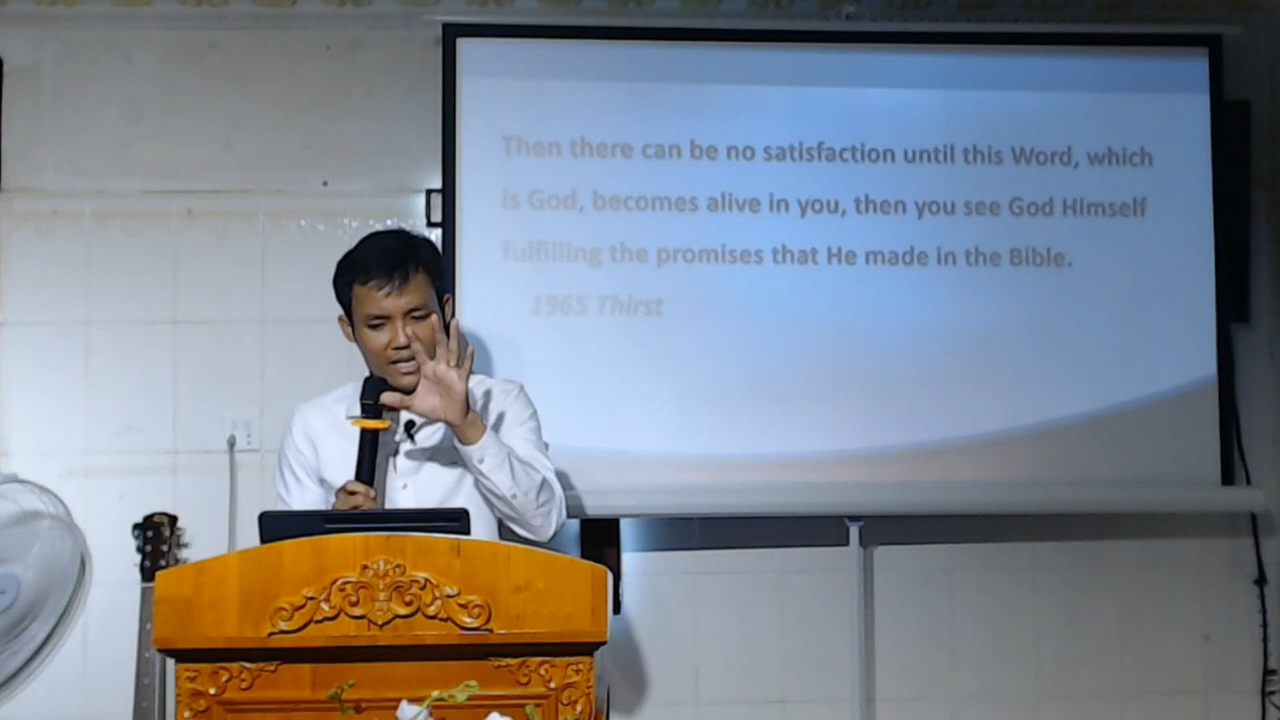 Then there can be no satisfaction until this Word, which
is God, becomes alive in you, then you see God Himself
fulfilling the promises that He made in the Bible.
1965 Thirst